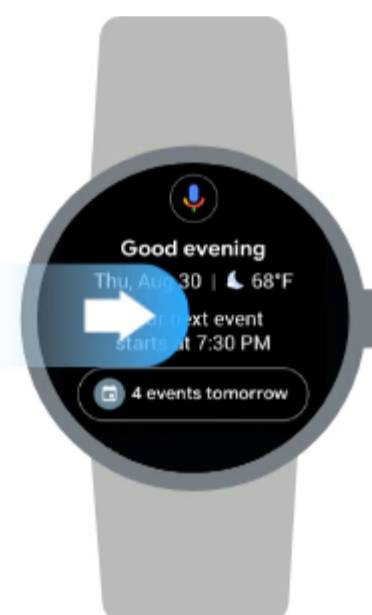 Good evening
Thu, Aug 30 | 68°F
next event
starts at 7:30 PM
4 events tomorrow